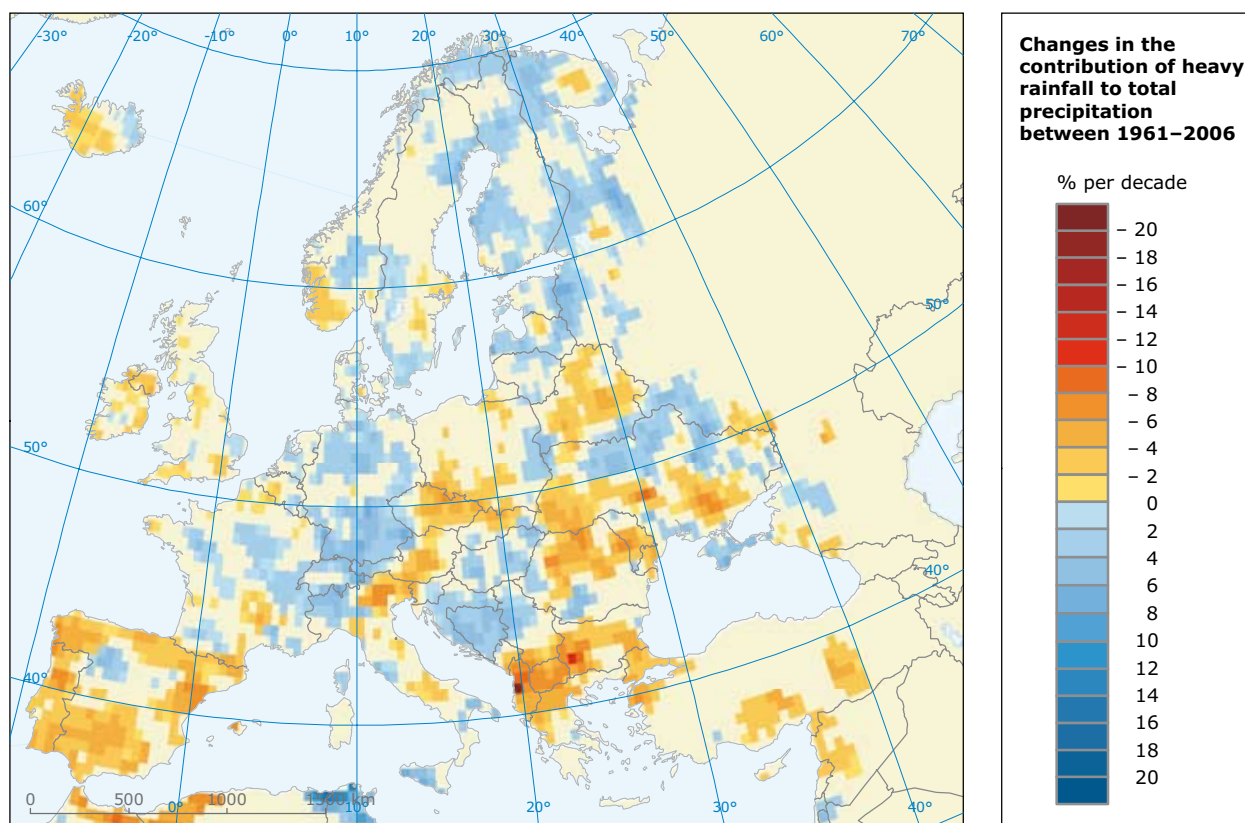 -30° -20° -10° 0° 10° 20° 30° 40° 50° 60° 70°
60°
50°
50°
40°
40°
0 500 1000 1500 km
0° 10° 20° 30° 40°
Changes in the
contribution of heavy
rainfall to total
precipitation
between 1961–2006
% per decade
– 20
– 18
– 16
– 14
– 12
– 10
– 8
– 6
– 4
– 2
0
2
4
6
8
10
12
14
16
18
20